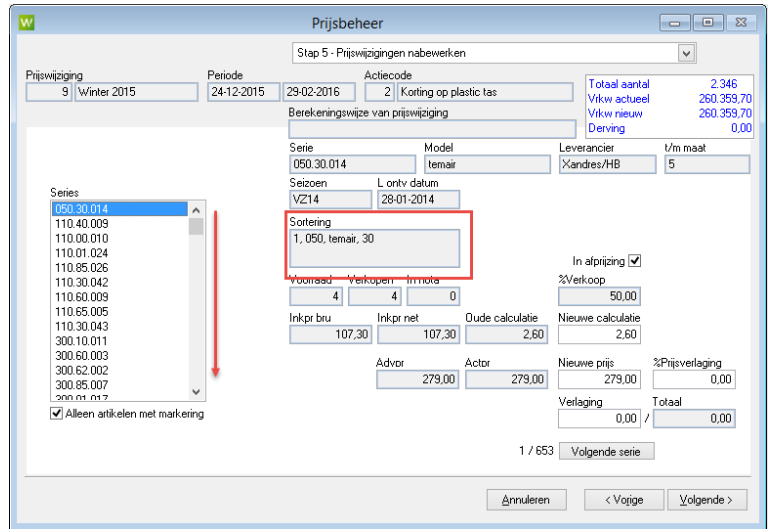 Prijsbeheer
Stap 5 - Prijswijzigingen nabewerken
Prijswijziging Periode Actiecode
9 Winter 2015 24-12-2015 29-02-2016 2 Korting op plastic tas
Totaal aantal 2.346
Vrkw actueel 260.359,70
Vrkw nieuw 260.359,70
Derving 0,00
Berekeningswijze van prijswijziging
Serie Model Leverancier t/m maat
050.30.014 temair Xandres/HB 5
Seizoen L ontv datum
VZ14 28-01-2014
Series
050.30.014
110.40.009
110.00.010
110.01.024
110.85.026
110.30.042
110.60.009
110.65.005
110.30.043
300.10.011
300.60.003
300.62.002
300.85.007
300.01.017
Alleen artikelen met markering
Sortering
1, 050, temair, 30
In afprijzing
Voorraad Verkopen In nota %Verkoop
4 4 0 50,00
Inkpr bru Inkpr net Oude calculatie Nieuwe calculatie
107,30 107,30 2,60 2,60
Advpr Actpr Nieuwe prijs %Prijsverlaging
279,00 279,00 279,00 0,00
Verlaging Totaal
0,00 / 0,00
1 / 653 Volgende serie
Annuleren < Vorige Volgende >